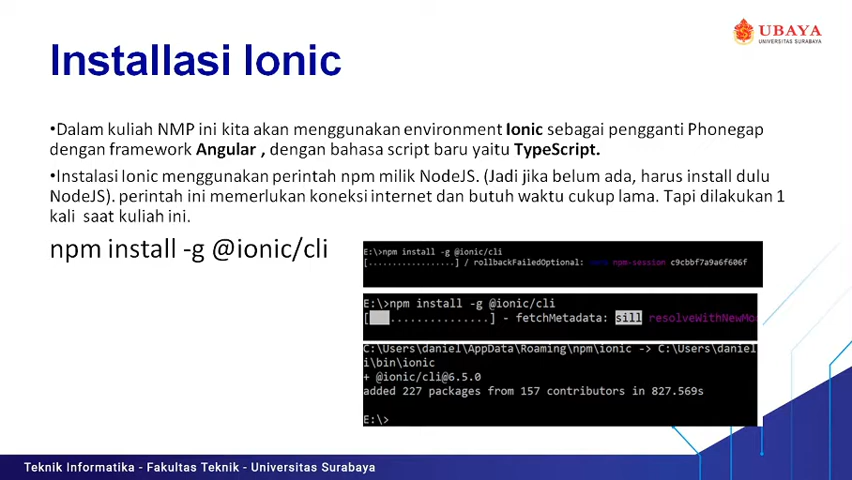 UBAYA
UNIVERSITAS SURABAYA
Installasi Ionic
•Dalam kuliah NMP ini kita akan menggunakan environment Ionic sebagai pengganti Phonegap
dengan framework Angular , dengan bahasa script baru yaitu TypeScript.
•Instalasi Ionic menggunakan perintah npm milik NodeJS. (Jadi jika belum ada, harus install dulu
NodeJS). perintah ini memerlukan koneksi internet dan butuh waktu cukup lama. Tapi dilakukan 1
kali saat kuliah ini.
npm install -g @ionic/cli
E:\>npm install -g @ionic/cli
[.................] / rollbackFailedOptional: npm-session c9cbbf7a9a6f606f
E:\>npm install -g @ionic/cli
[ ...............] - fetchMetadata: sill resolveWithNewMo
C:\Users\daniel\AppData\Roaming\npm\ionic -> C:\Users\daniel
i\bin\ionic
+ @ionic/cli@6.5.0
added 227 packages from 157 contributors in 827.569s
E:\>
Teknik Informatika - Fakultas Teknik - Universitas Surabaya